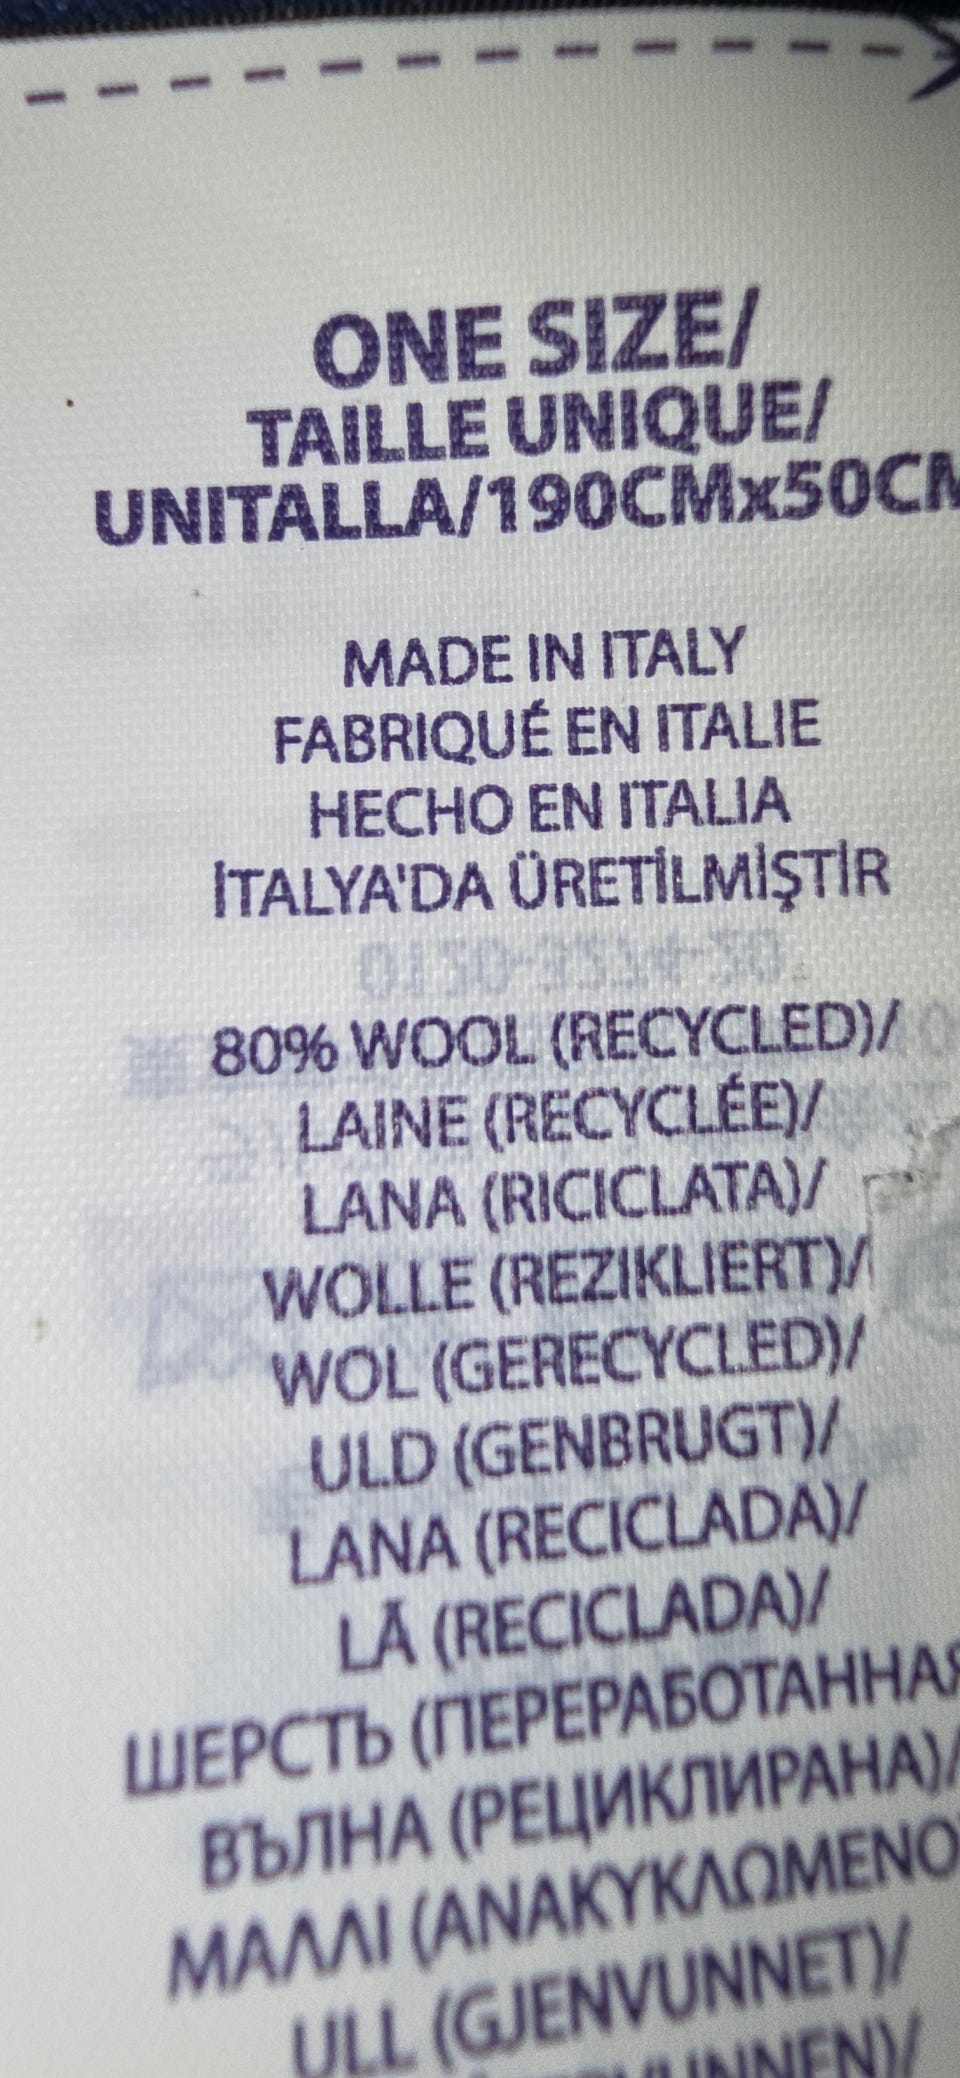 ONE SIZE/
TAILLE UNIQUE/
UNITALLA/190CMx50CM
MADE IN ITALY
FABRIQUÉ EN ITALIE
HECHO EN ITALIA
İTALYA'DA ÜRETİLMİŞTİR
80% WOOL (RECYCLED)/
LAINE (RECYCLÉE)/
LANA (RICICLATA)/
WOLLE (REZIKLIERT)/
WOL (GERECYCLED)/
ULD (GENBRUGT)/
LANA (RECICLADA)/
LÃ (RECICLADA)/
ШЕРСТЬ (ПЕРЕРАБОТАННАЯ
ВЪЛНА (РЕЦИКЛИРАНА)/
ΜΑΛΛΙ (ΑΝΑΚΥΚΛΩΜΕΝΟ
ULL (GJENVUNNET)/